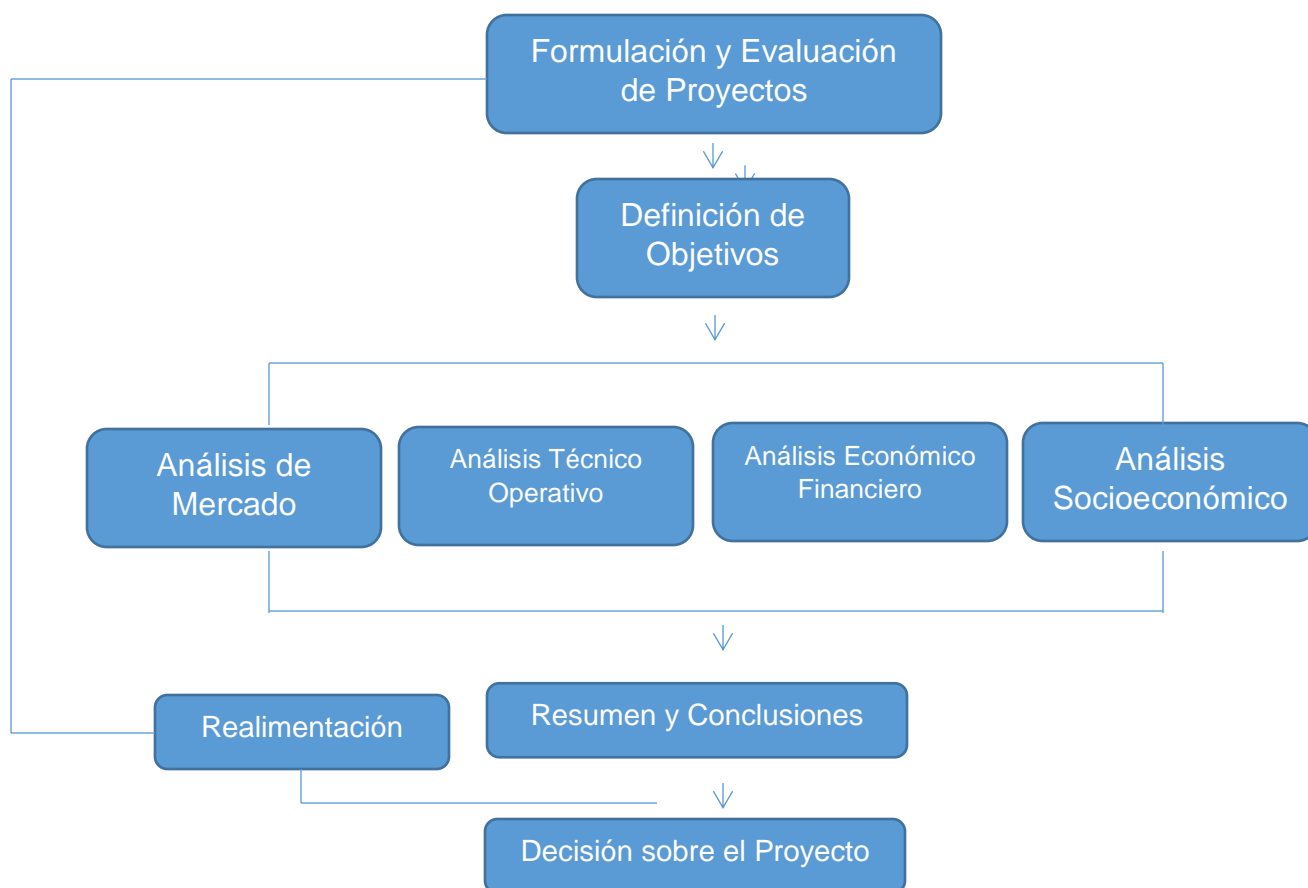 Formulación y Evaluación
de Proyectos
Definición de
Objetivos
Análisis de
Mercado
Análisis Técnico
Operativo
Análisis Económico
Financiero
Análisis
Socioeconómico
Realimentación
Resumen y Conclusiones
Decisión sobre el Proyecto